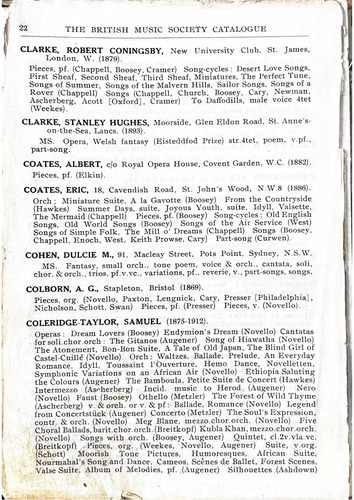 22 THE BRITISH MUSIC SOCIETY CATALOGUE
CLARKE, ROBERT CONINGSBY, New University Club, St. James,
London, W. (1879).
Pieces, pf. (Chappell, Boosey, Cramer) Song-cycles: Desert Love Songs,
First Sheaf, Second Sheaf, Third Sheaf, Miniatures, The Perfect Tune,
Songs of Summer, Songs of the Malvern Hills, Sailor Songs, Songs of a
Rover (Chappell) Songs (Chappell, Church, Boosey, Cary, Newman,
Ascherberg, Acott [Oxford], Cramer) To Daffodills, male voice 4tet
(Weekes).
CLARKE, STANLEY HUGHES, Moorside, Glen Eldon Road, St. Anne's-
on-the-Sea, Lancs. (1893).
MS. Opera, Welsh fantasy (Eisteddfod Prize) str.4tet, poem, v.pf.,
part-song.
COATES, ALBERT, c/o Royal Opera House, Covent Garden, W.C. (1882).
Pieces, pf. (Elkin).
COATES, ERIC, 18, Cavendish Road, St. John's Wood, N.W.8 (1886).
Orch: Miniature Suite, A la Gavotte (Boosey) From the Countryside
(Hawkes) Summer Days, suite, Joyous Youth, suite, Idyll, Valsette,
The Mermaid (Chappell) Pieces, pf. (Boosey) Song-cycles: Old English
Songs, Old World Songs (Boosey) Songs of the Air Service (West)
Songs of Simple Folk, The Mill o' Dreams (Chappell) Songs (Boosey,
Chappell, Enoch, West, Keith Prowse, Cary) Part-song (Curwen).
COHEN, DULCIE M., 91, Macleay Street, Pots Point, Sydney, N.S.W.
MS. Fantasy, small orch., tone poem, voice & orch., cantata, soli,
chor. & orch., trios, pf.v.vc., variations, pf., reverie, v., part-songs, songs.
COLBORN, A. G., Stapleton, Bristol (1869).
Pieces, org. (Novello, Paxton, Lengnick, Cary, Presser [Philadelphia],
Nicholson, Schott, Swan) Pieces, pf. (Presser) Pieces, v. (Novello).
COLERIDGE-TAYLOR, SAMUEL (1875-1912).
Operas: Dream Lovers (Boosey) Endymion's Dream (Novello) Cantatas
for soli.chor.orch: The Gitanos (Augener) Song of Hiawatha (Novello)
The Atonement, Bon-Bon Suite, A Tale of Old Japan, The Blind Girl of
Castel-Cuillé (Novello) Orch: Waltzes, Ballade, Prelude, An Everyday
Romance, Idyll, Toussaint l'Ouverture, Hemo Dance, Novelletten,
Symphonic Variations on an African Air (Novello) Ethiopia Saluting
the Colours (Augener) The Bamboula, Petite Suite de Concert (Hawkes)
Intermezzo (Ascherberg) Incid. music to Herod, (Augener) Nero
(Novello) Faust (Boosey) Othello (Metzler) The Forest of Wild Thyme
(Ascherberg) v. & orch. or v. & pf: Ballade, Romance (Novello) Legend
from Concertstück (Augener) Concerto (Metzler) The Soul's Expression,
contr. & orch. (Novello) Meg Blane, mezzo.chor.orch. (Novello) Five
Choral Ballads, barit.chor.orch. (Breitkopf) Kubla Khan, mezzo.chor.orch.
(Novello) Songs with orch. (Boosey, Augener) Quintet, cl.2v.vla.vc.
(Breitkopf) Pieces, org., (Weekes, Novello, Augener) Suite, v.org.
(Schott) Moorish Tone Pictures, Humoresques, African Suite,
Nourmahal's Song and Dance, Cameos, Scènes de Ballet, Forest Scenes,
Valse Suite, Album of Melodies, pf. (Augener) Silhouettes (Ashdown)